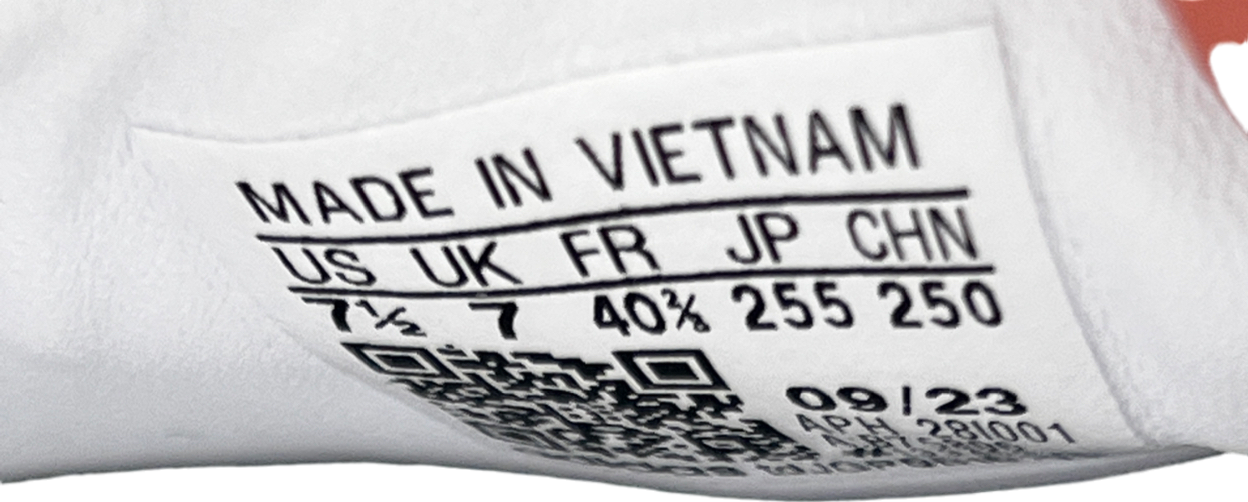 MADE IN VIETNAM
US UK FR JP CHN
7½ 7 40⅔ 255 250
09/23
APH 281001